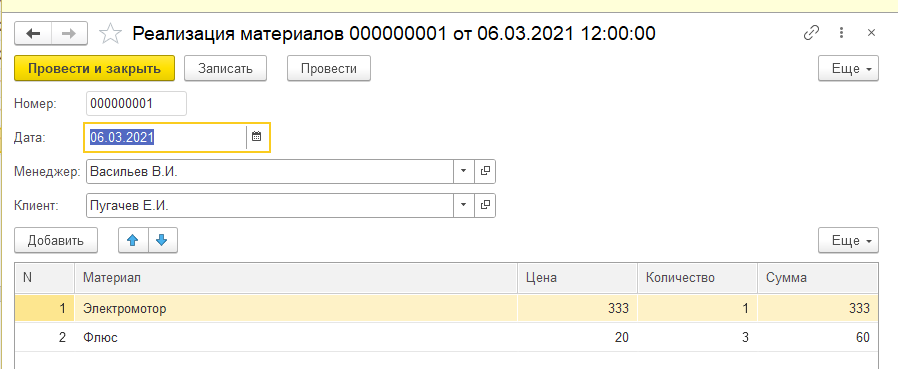 Реализация материалов 000000001 от 06.03.2021 12:00:00
Провести и закрыть Записать Провести Еще
Номер: 000000001
Дата: 06.03.2021
Менеджер: Васильев В.И.
Клиент: Пугачев Е.И.
Добавить Еще
N Материал Цена Количество Сумма
1 Электромотор 333 1 333
2 Флюс 20 3 60